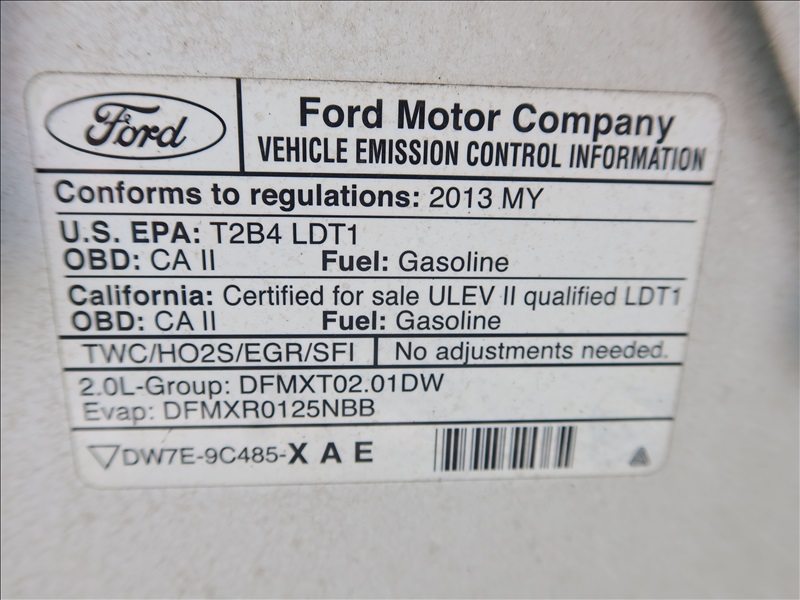 Ford
Ford Motor Company
VEHICLE EMISSION CONTROL INFORMATION
Conforms to regulations: 2013 MY
U.S. EPA: T2B4 LDT1
OBD: CA II Fuel: Gasoline
California: Certified for sale ULEV II qualified LDT1
OBD: CA II Fuel: Gasoline
TWC/HO2S/EGR/SFI No adjustments needed.
2.0L-Group: DFMXT02.01DW
Evap: DFMXR0125NBB
DW7E-9C485-X A E